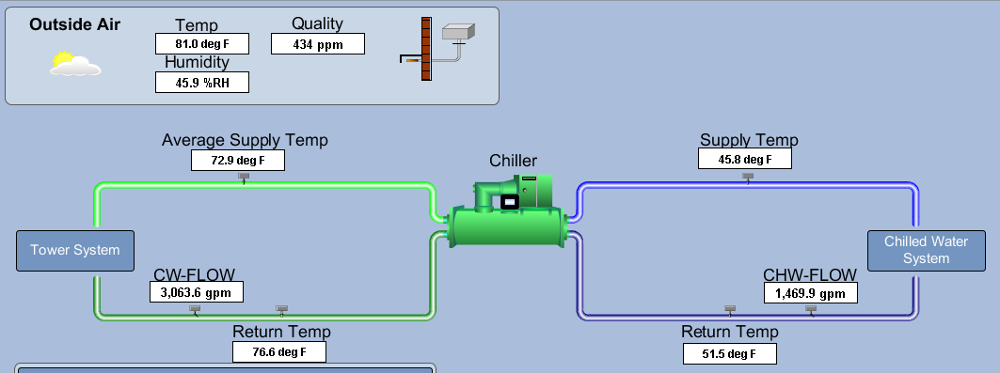 Outside Air
Temp
81.0 deg F
Quality
434 ppm
Humidity
45.9 %RH
Average Supply Temp
72.9 deg F
Chiller
Supply Temp
45.8 deg F
Tower System
Chilled Water
System
CW-FLOW
3,063.6 gpm
CHW-FLOW
1,469.9 gpm
Return Temp
76.6 deg F
Return Temp
51.5 deg F